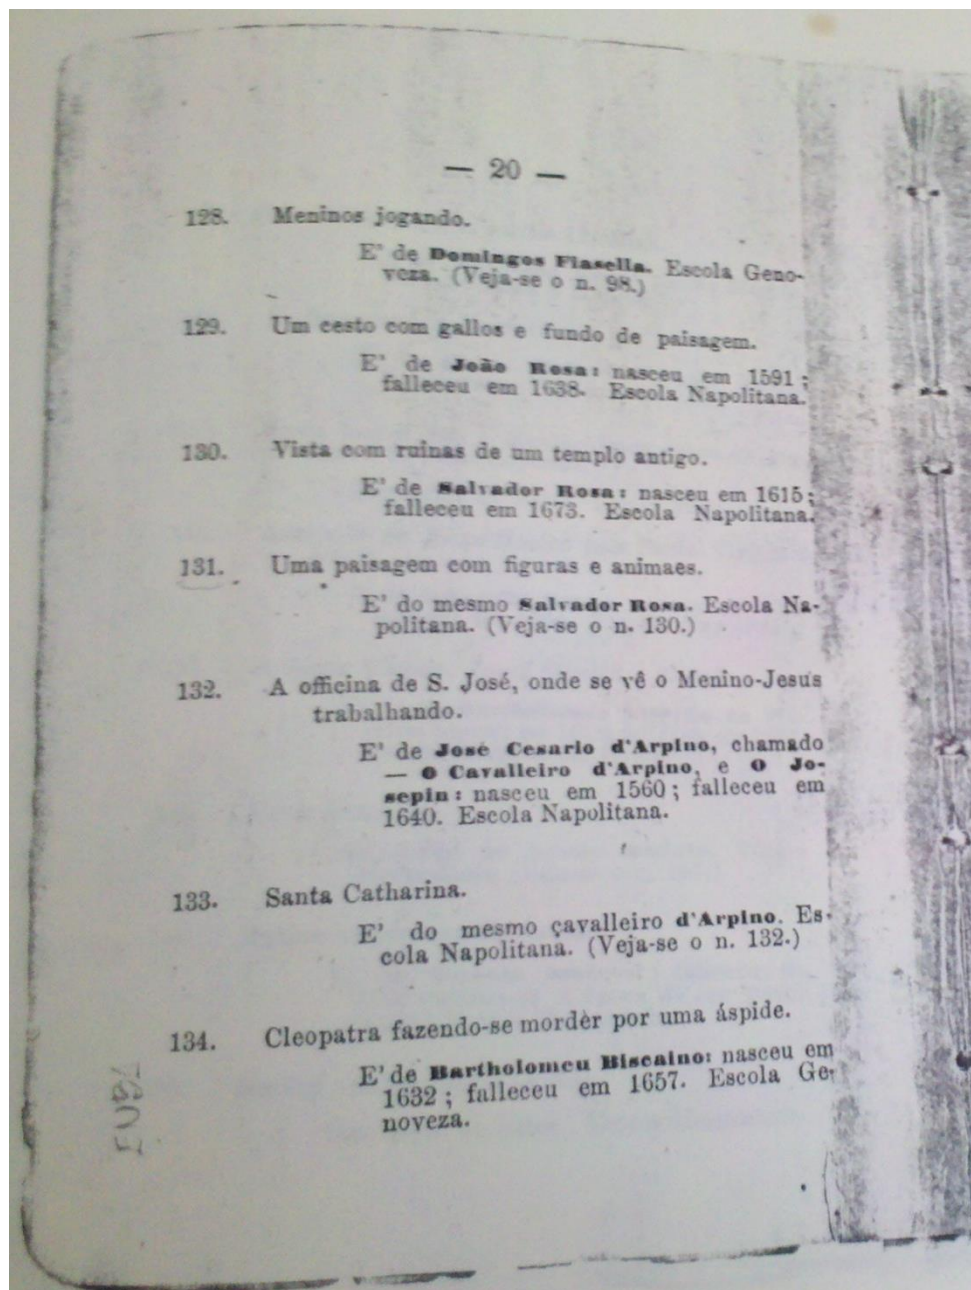 — 20 —
128. Meninos jogando.
E' de Domingos Fiasella. Escola Geno-
veza. (Veja-se o n. 98.)
129. Um cesto com gallos e fundo de paisagem.
E' de João Rosa: nasceu em 1591;
falleceu em 1638. Escola Napolitana.
130. Vista com ruinas de um templo antigo.
E' de Salvador Rosa: nasceu em 1615;
falleceu em 1673. Escola Napolitana.
131. Uma paisagem com figuras e animaes.
E' do mesmo Salvador Rosa. Escola Na-
politana. (Veja-se o n. 130.)
132. A officina de S. José, onde se vê o Menino-Jesus
trabalhando.
E' de José Cesario d'Arpino, chamado
— O Cavalleiro d'Arpino, e O Jo-
sepin: nasceu em 1560; falleceu em
1640. Escola Napolitana.
133. Santa Catharina.
E' do mesmo çavalleiro d'Arpino. Es-
cola Napolitana. (Veja-se o n. 132.)
134. Cleopatra fazendo-se mordèr por uma áspide.
E' de Bartholomeu Biscaino: nasceu em
1632; falleceu em 1657. Escola Ge-
noveza.